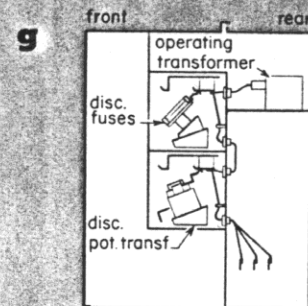 g
front
rear
operating
transformer
disc.
fuses
disc.
pot. transf.